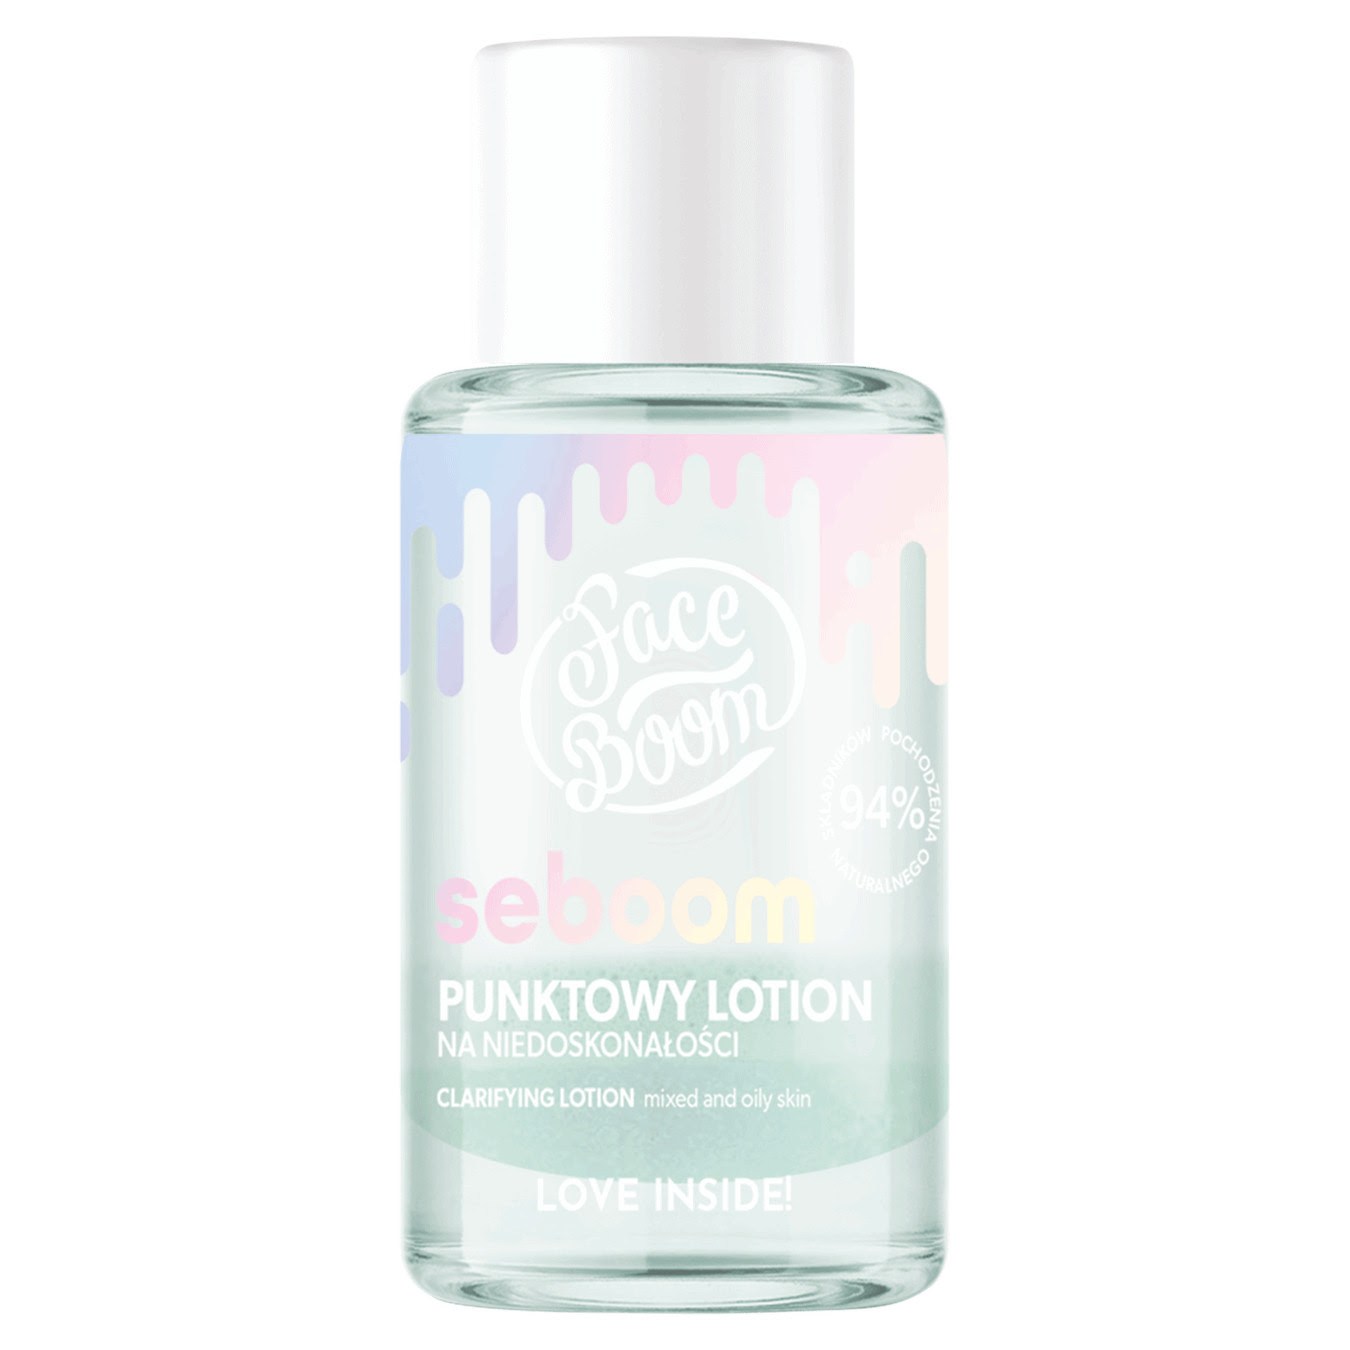 Face
Boom
SKŁADNIKÓW POCHODZENIA NATURALNEGO
94%
seboom
PUNKTOWY LOTION
NA NIEDOSKONAŁOŚCI
CLARIFYING LOTION mixed and oily skin
LOVE INSIDE!